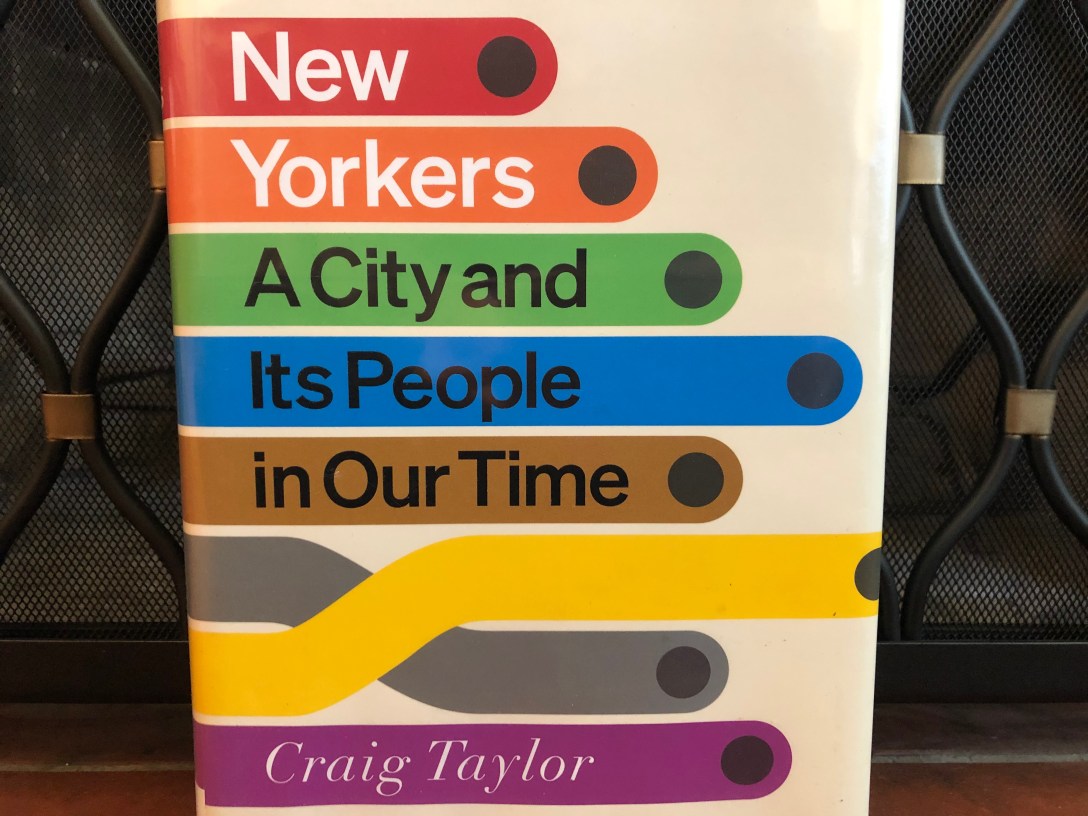 New
Yorkers
A City and
Its People
in Our Time
Craig Taylor